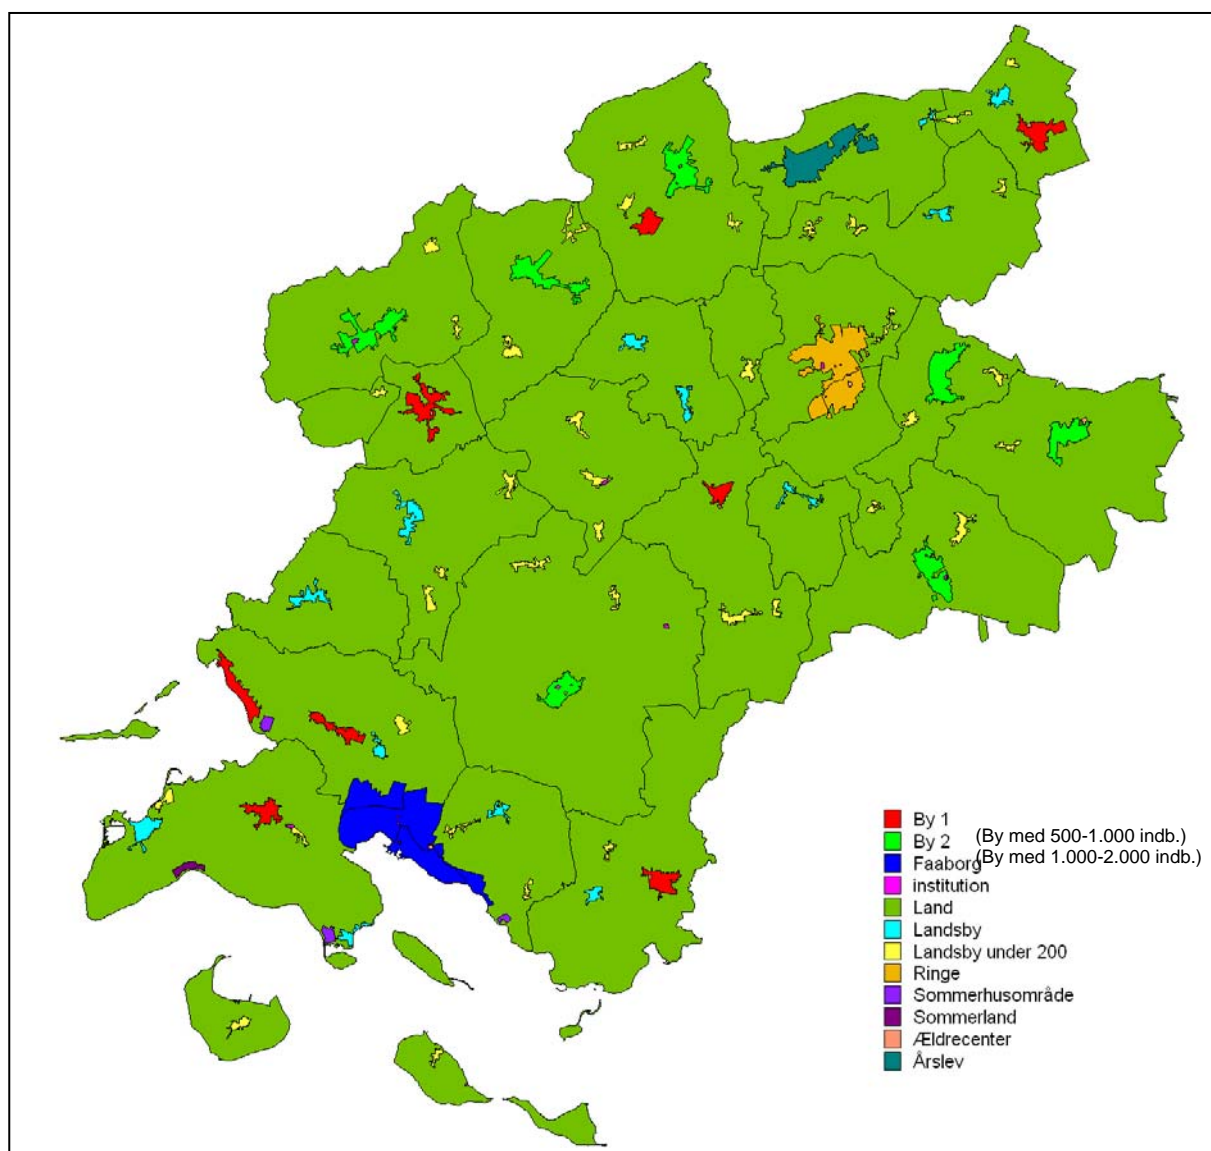 By 1
By 2 (By med 500-1.000 indb.)
Faaborg (By med 1.000-2.000 indb.)
institution
Land
Landsby
Landsby under 200
Ringe
Sommerhusområde
Sommerland
Ældrecenter
Årslev